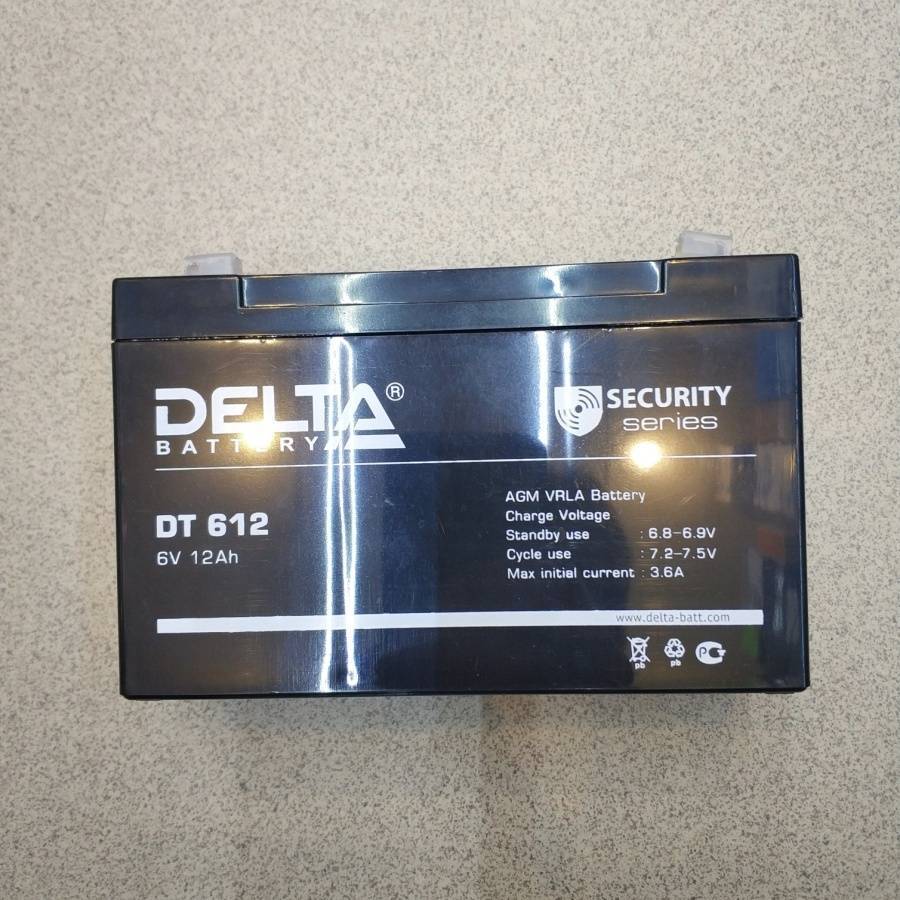 DELTA®
BATTERY
SECURITY
series
DT 612
6V 12Ah
AGM VRLA Battery
Charge Voltage
Standby use : 6.8-6.9V
Cycle use : 7.2-7.5V
Max initial current : 3.6A
www.delta-batt.com
pb pb